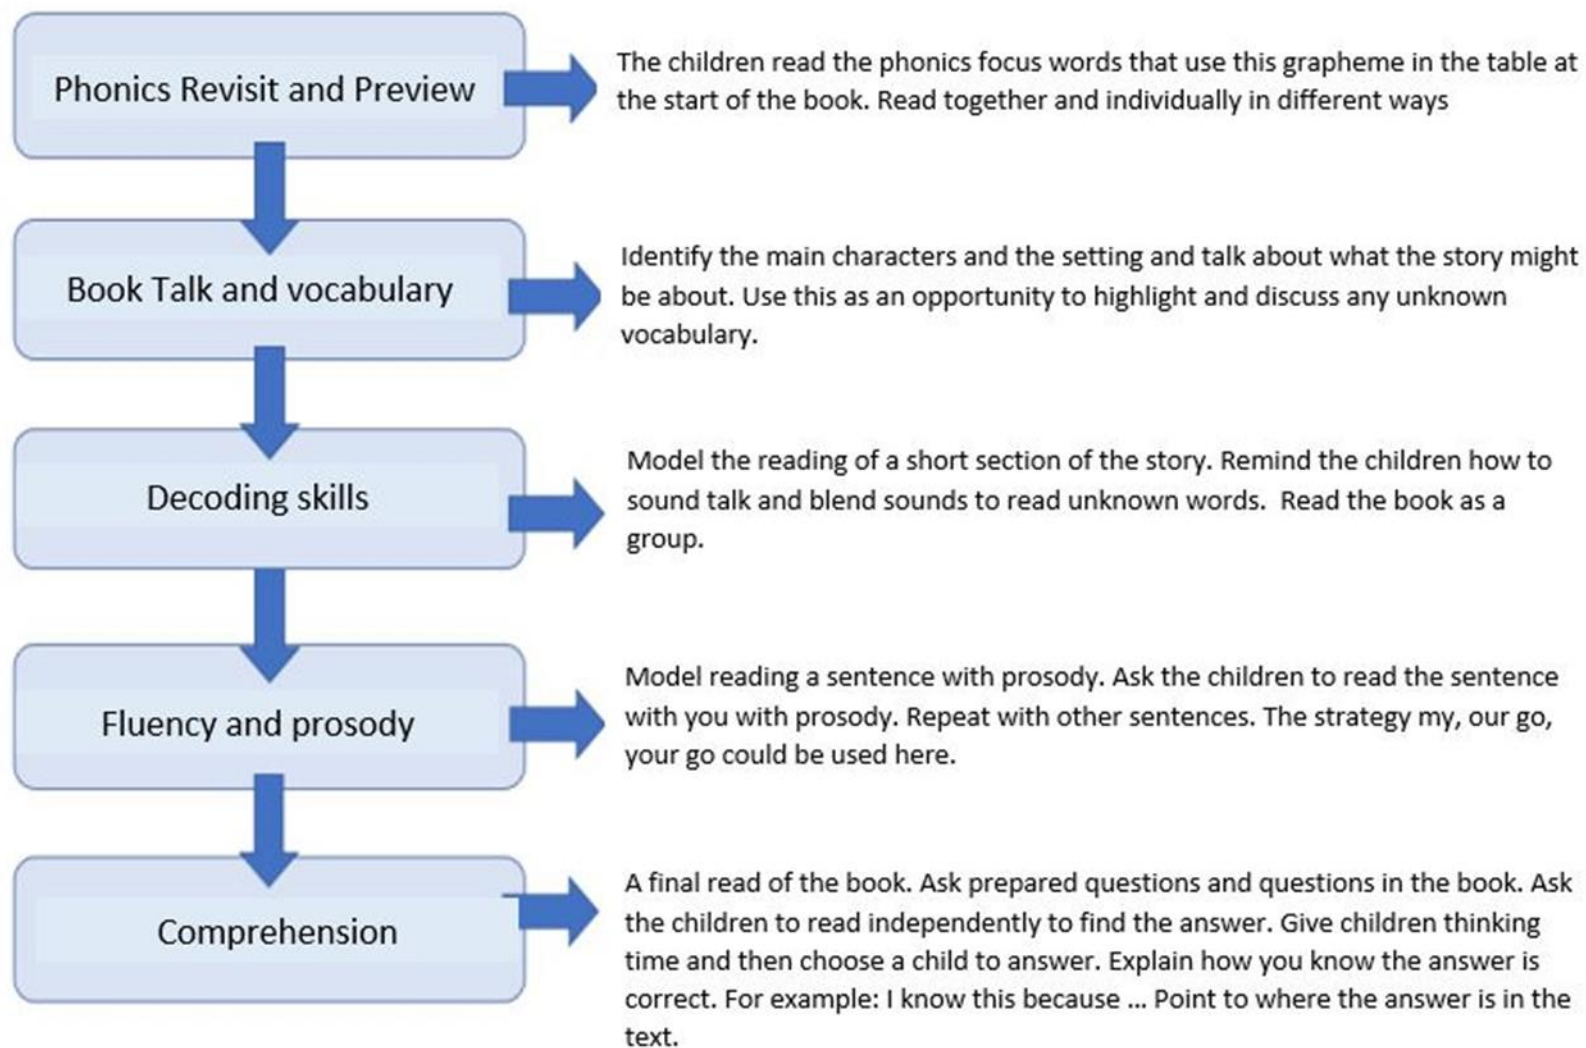 Phonics Revisit and Preview
The children read the phonics focus words that use this grapheme in the table at
the start of the book. Read together and individually in different ways
Book Talk and vocabulary
Identify the main characters and the setting and talk about what the story might
be about. Use this as an opportunity to highlight and discuss any unknown
vocabulary.
Decoding skills
Model the reading of a short section of the story. Remind the children how to
sound talk and blend sounds to read unknown words.  Read the book as a
group.
Fluency and prosody
Model reading a sentence with prosody. Ask the children to read the sentence
with you with prosody. Repeat with other sentences. The strategy my, our go,
your go could be used here.
Comprehension
A final read of the book. Ask prepared questions and questions in the book. Ask
the children to read independently to find the answer. Give children thinking
time and then choose a child to answer. Explain how you know the answer is
correct. For example: I know this because ... Point to where the answer is in the
text.